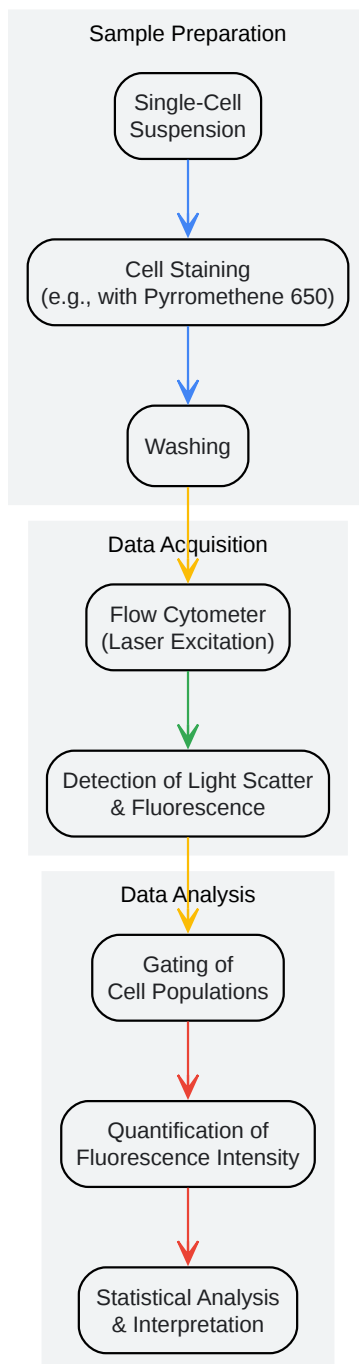 Sample Preparation
Single-Cell
Suspension
Cell Staining
(e.g., with Pyrromethene 650)
Washing
Data Acquisition
Flow Cytometer
(Laser Excitation)
Detection of Light Scatter
& Fluorescence
Data Analysis
Gating of
Cell Populations
Quantification of
Fluorescence Intensity
Statistical Analysis
& Interpretation